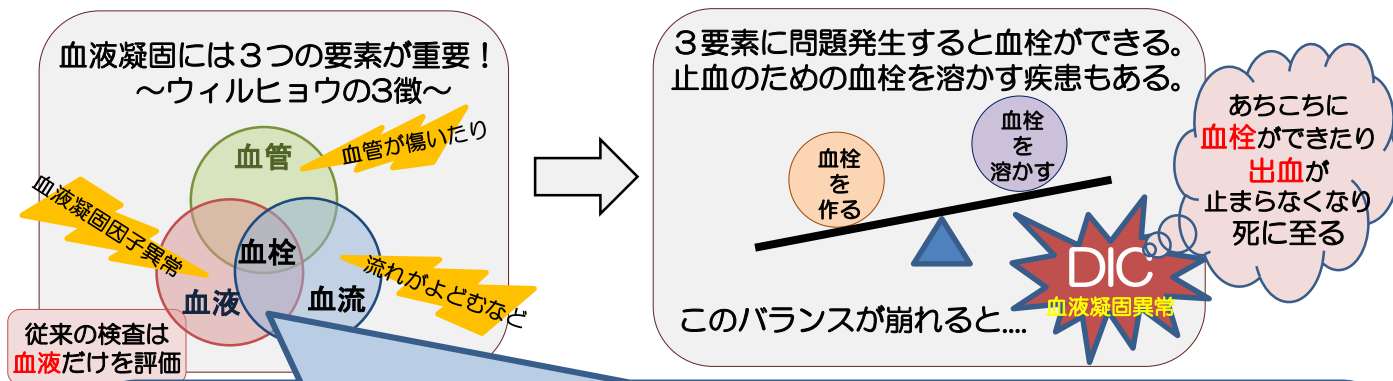 血液凝固には３つの要素が重要！
～ウィルヒョウの3徴～
血管
血管が傷いたり
血液凝固因子異常
血栓
血液
血流
流れがよどむなど
従来の検査は
血液だけを評価
３要素に問題発生すると血栓ができる。
止血のための血栓を溶かす疾患もある。
血栓
を
作る
血栓
を
溶かす
このバランスが崩れると....
DIC
血液凝固異常
あちこちに
血栓ができたり
出血が
止まらなくなり
死に至る